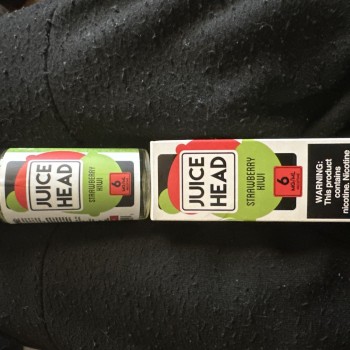 JUICE
HEAD
STRAWBERRY
KIWI
6
JUICE
HEAD
STRAWBERRY
KIWI
6
WARNING:
This product
contains
nicotine. Nicotine